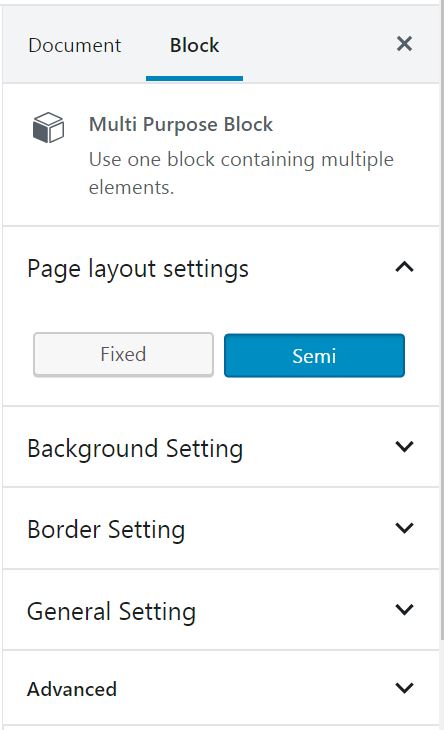 Document Block ×
Multi Purpose Block
Use one block containing multiple
elements.
Page layout settings
Fixed Semi
Background Setting
Border Setting
General Setting
Advanced